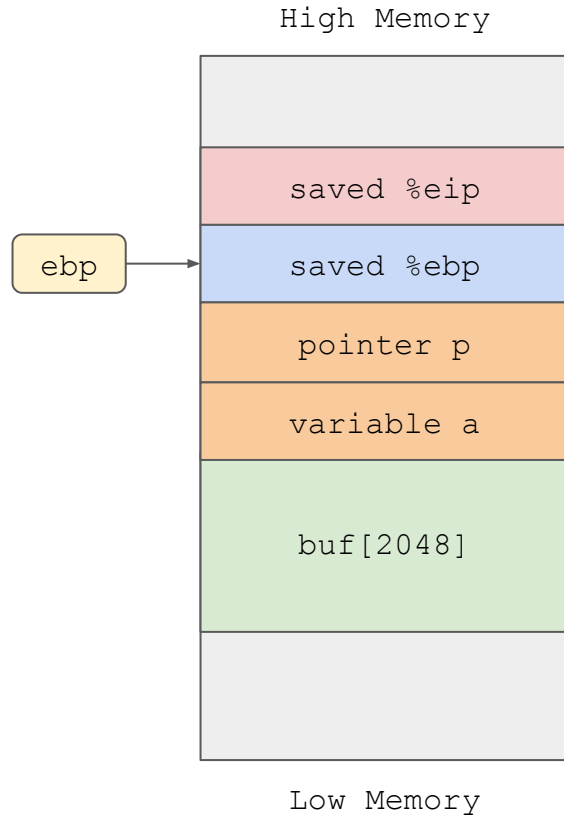 High Memory
saved %eip
ebp
saved %ebp
pointer p
variable a
buf[2048]
Low Memory